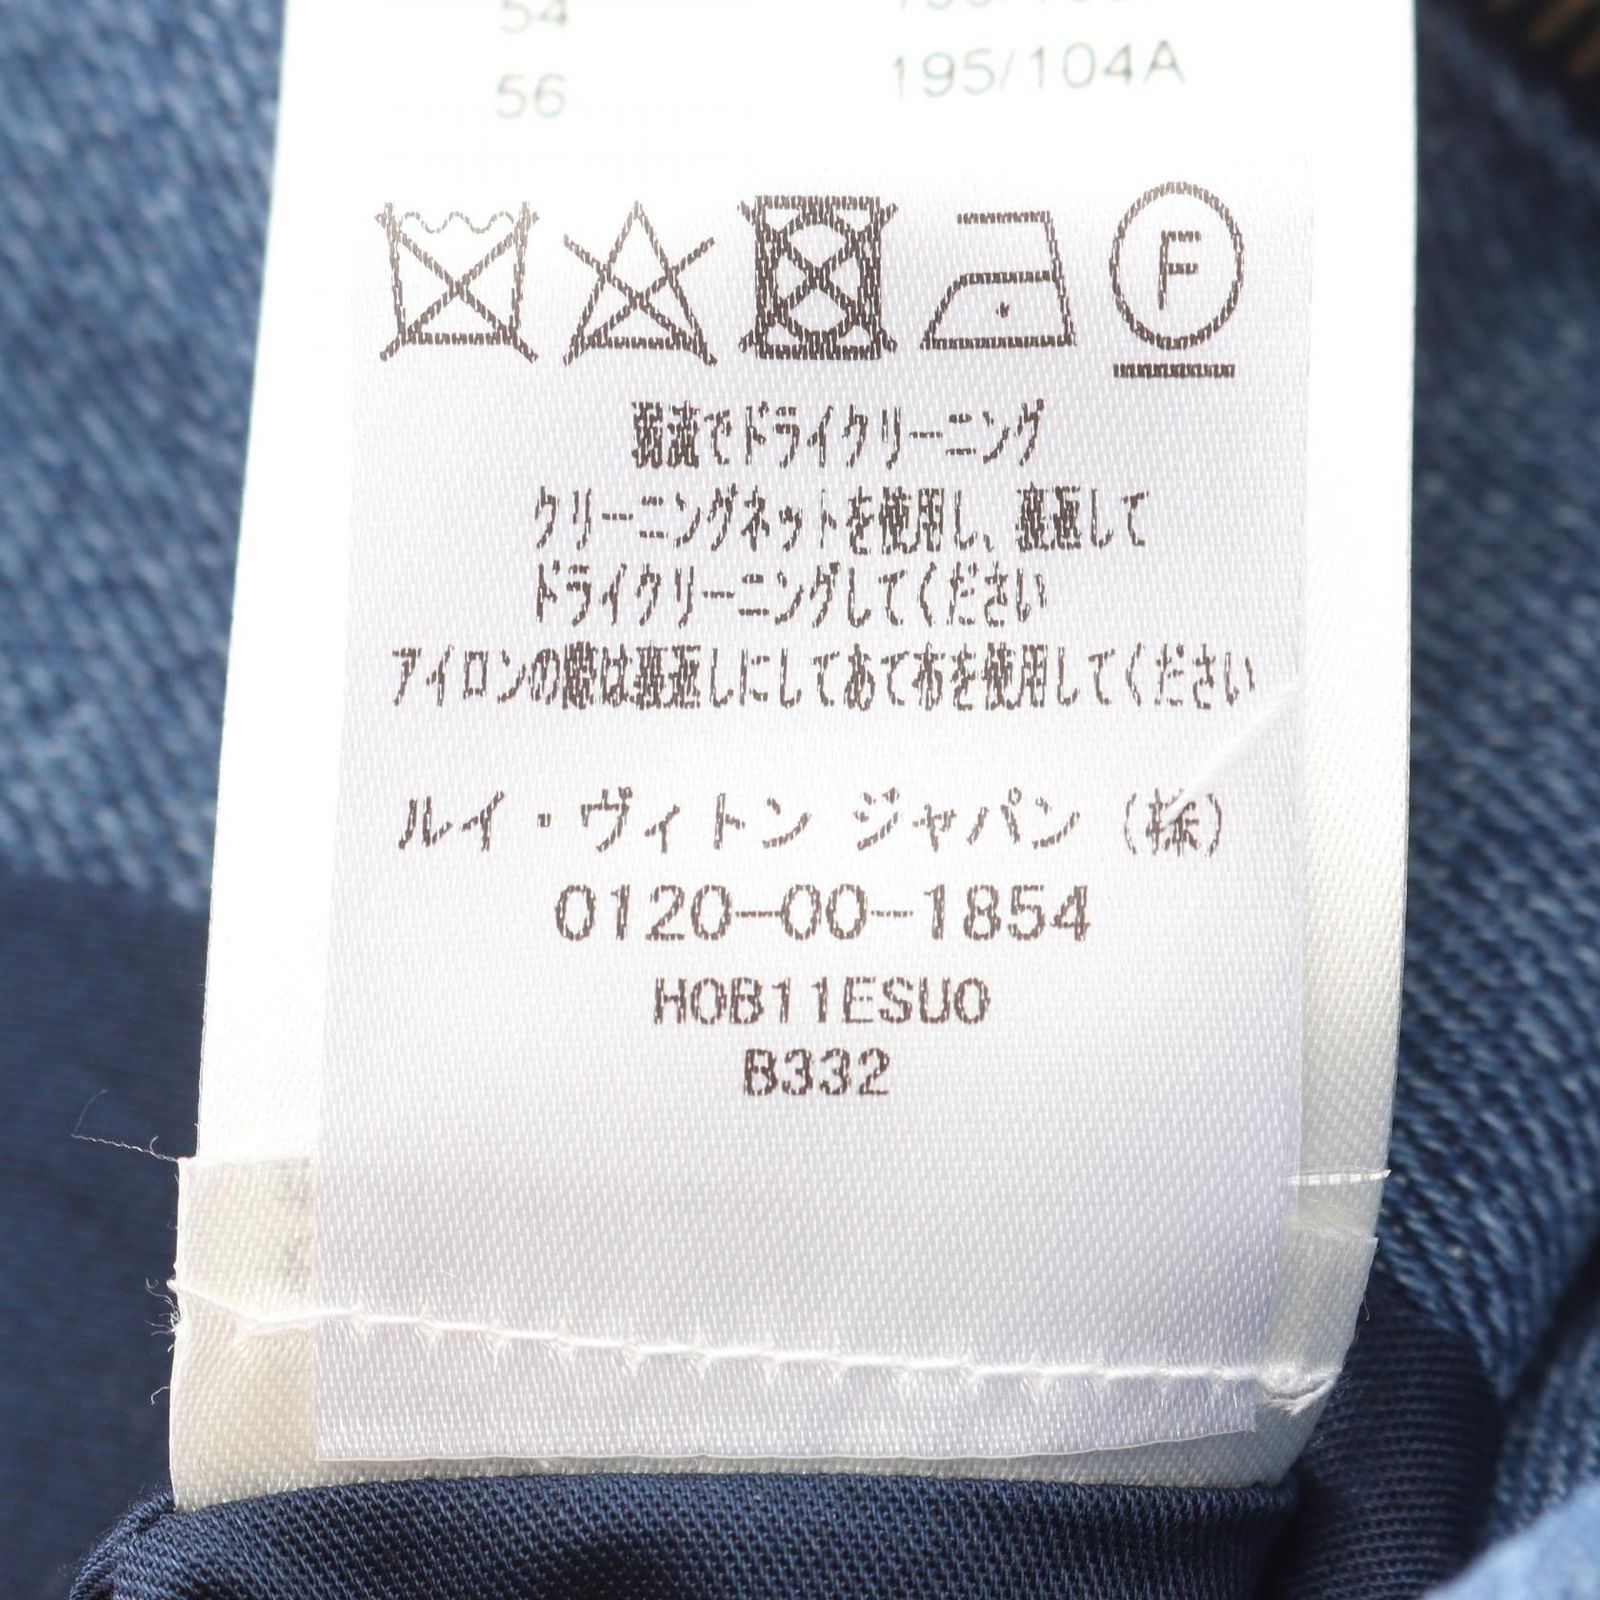 54
56
195/104A
F
弱流でドライクリーニング
クリーニングネットを使用し、裏返して
ドライクリーニングしてください
アイロンの際は裏返しにしてあて布を使用してください
ルイ・ヴィトン ジャパン (株)
0120-00-1854
H0B11ESU0
B332